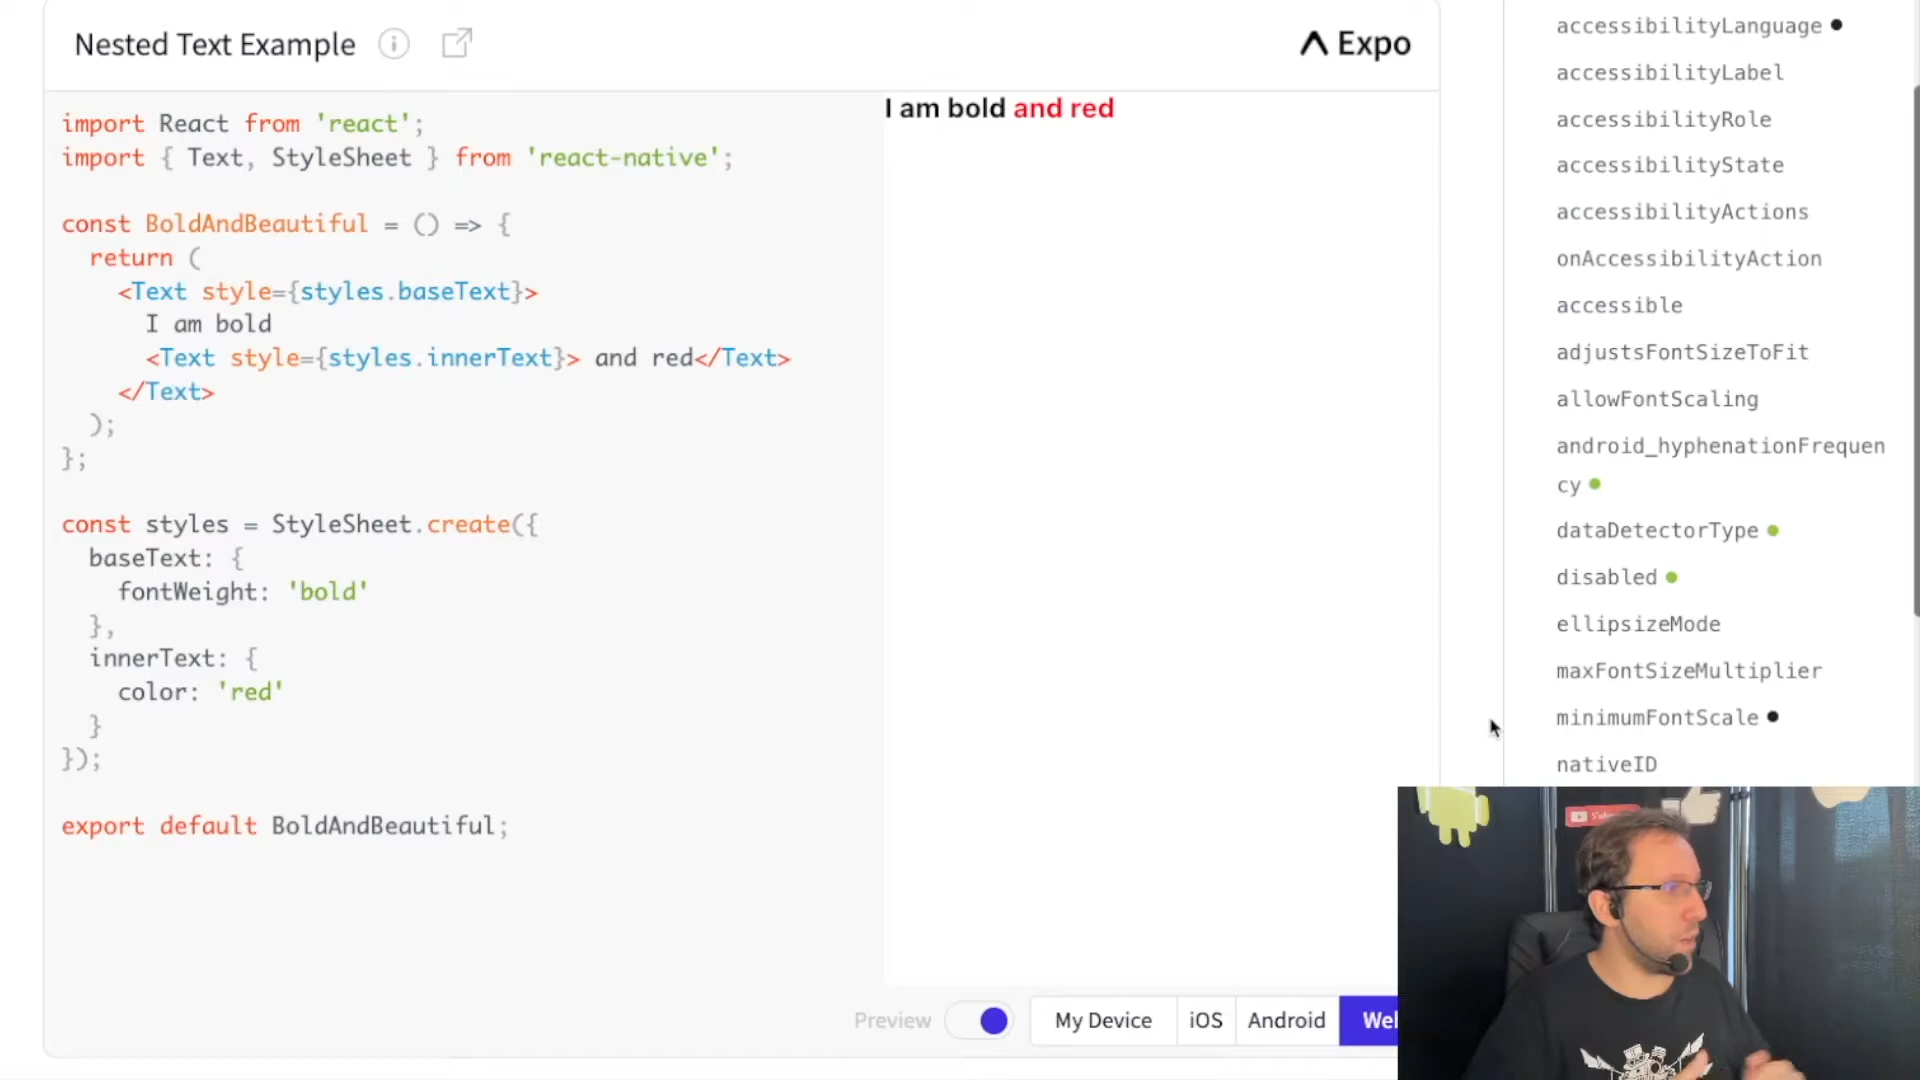 Nested Text Example
Expo
import React from 'react';
import { Text, StyleSheet } from 'react-native';
const BoldAndBeautiful = () => {
return (
<Text style={styles.baseText}>
I am bold
<Text style={styles.innerText}> and red</Text>
</Text>
);
};
const styles = StyleSheet.create({
baseText: {
fontWeight: 'bold'
},
innerText: {
color: 'red'
}
});
export default BoldAndBeautiful;
I am bold and red
Preview
My Device
iOS
Android
accessibilityLanguage
accessibilityLabel
accessibilityRole
accessibilityState
accessibilityActions
onAccessibilityAction
accessible
adjustsFontSizeToFit
allowFontScaling
android_hyphenationFrequen
cy
dataDetectorType
disabled
ellipsizeMode
maxFontSizeMultiplier
minimumFontScale
nativeID